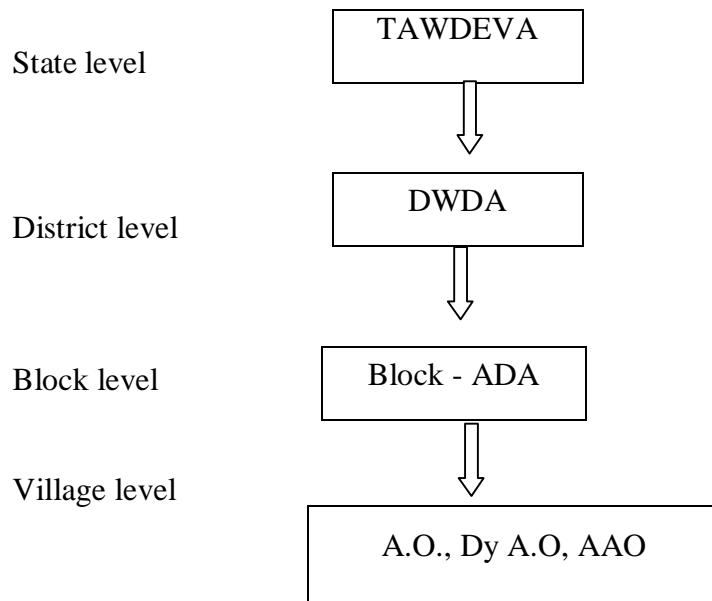 TAWDEVA
State level
DWDA
District level
Block - ADA
Block level
Village level
A.O., Dy A.O, AAO